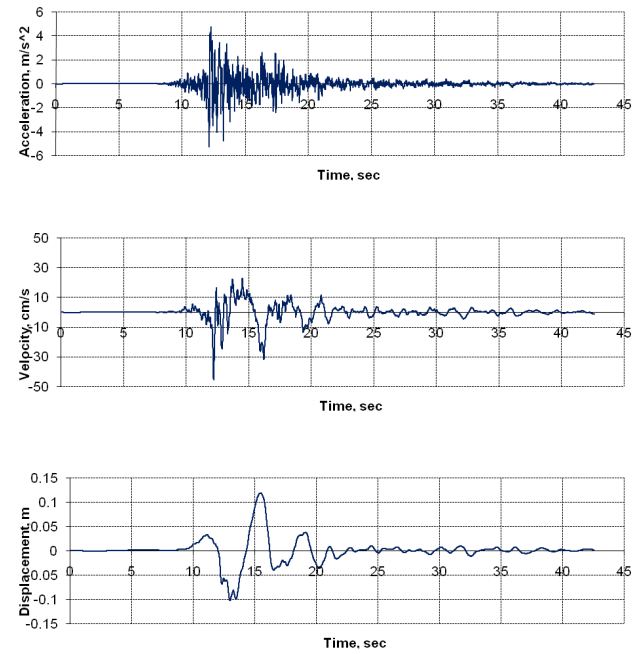 Acceleration, m/s^2
6
4
2
0
-2
-4
-6
0 5 10 15 20 25 30 35 40 45
Time, sec
Velocity, cm/s
50
30
10
-10
-30
-50
0 5 10 15 20 25 30 35 40 45
Time, sec
Displacement, m
0.15
0.1
0.05
0
-0.05
-0.1
-0.15
0 5 10 15 20 25 30 35 40 45
Time, sec